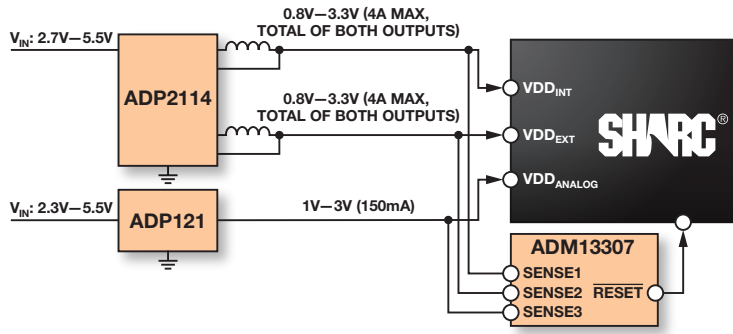 0.8V—3.3V (4A MAX,
TOTAL OF BOTH OUTPUTS)
VIN: 2.7V—5.5V
ADP2114
VDDINT
0.8V—3.3V (4A MAX,
TOTAL OF BOTH OUTPUTS)
VDDEXT
SHARC®
VDDANALOG
VIN: 2.3V—5.5V
ADP121
1V—3V (150mA)
ADM13307
SENSE1
SENSE2 RESET
SENSE3